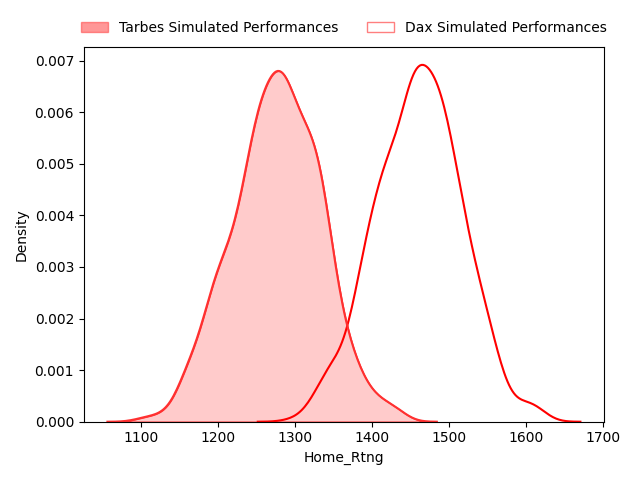 Tarbes Simulated Performances Dax Simulated Performances
0.007
0.006
0.005
0.004
0.003
0.002
0.001
0.000
Density
1100 1200 1300 1400 1500 1600 1700
Home_Rtng